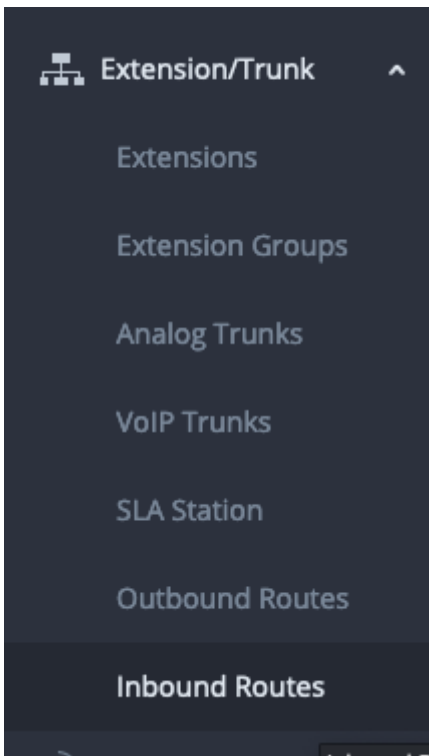 Extension/Trunk
Extensions
Extension Groups
Analog Trunks
VoIP Trunks
SLA Station
Outbound Routes
Inbound Routes